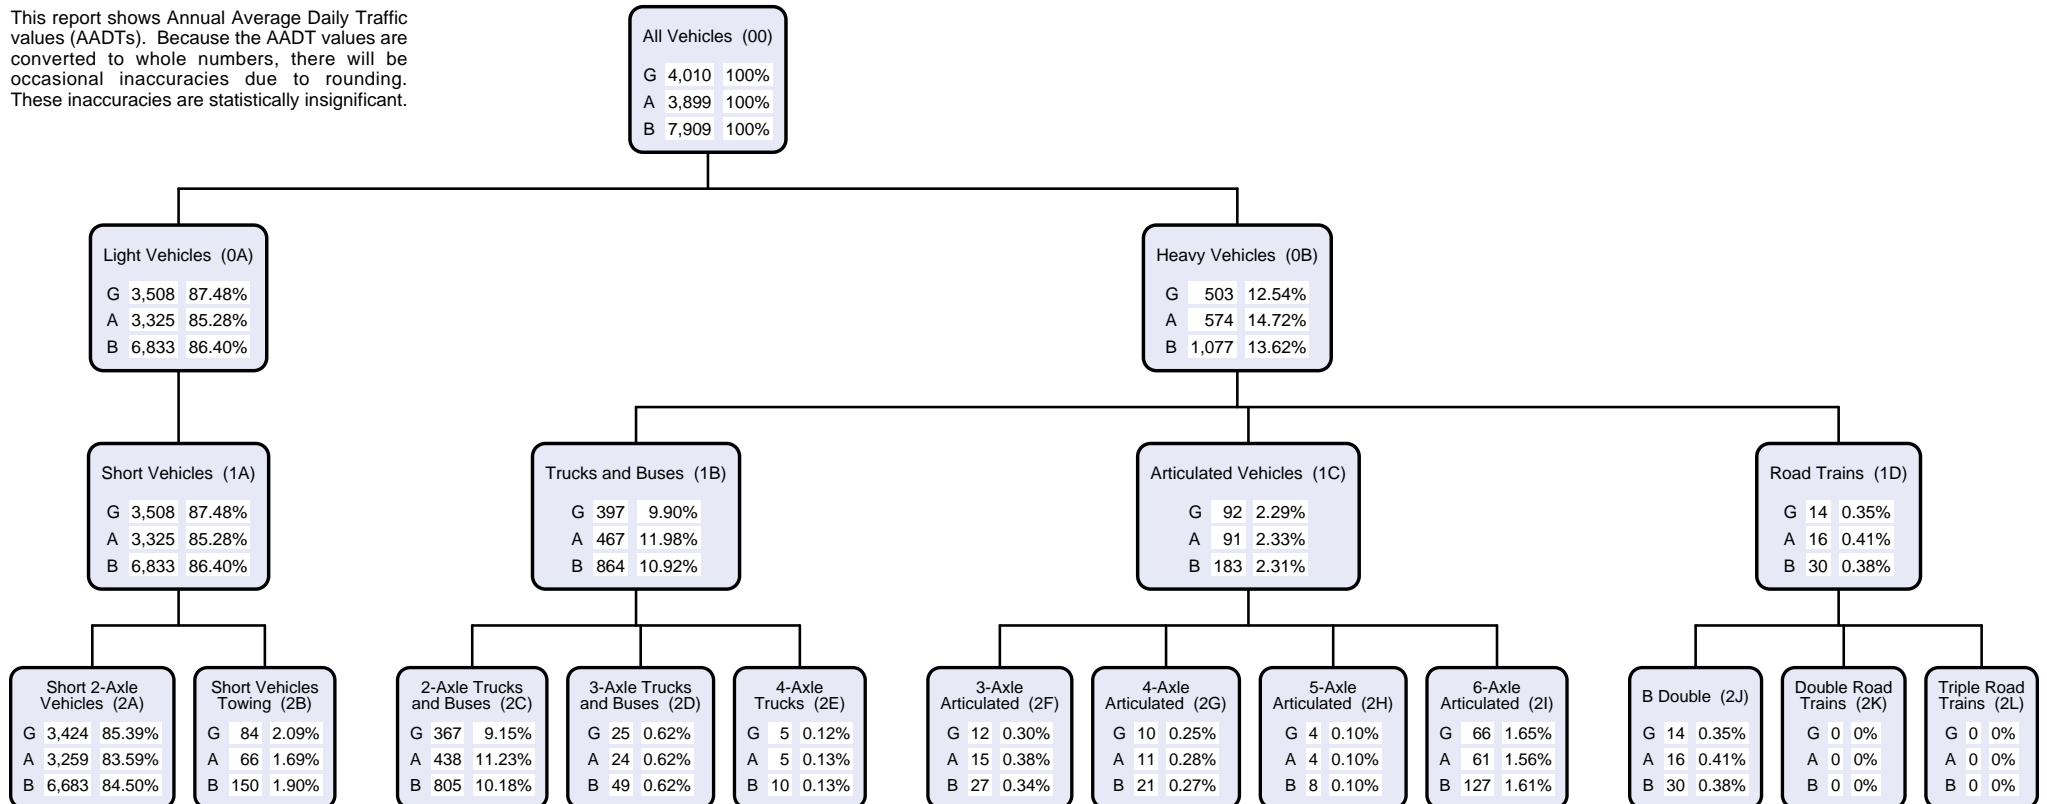 This report shows Annual Average Daily Traffic
values (AADTs). Because the AADT values are
converted to whole numbers, there will be
occasional inaccuracies due to rounding.
These inaccuracies are statistically insignificant.
All Vehicles (00)
G 4,010 100%
A 3,899 100%
B 7,909 100%
Light Vehicles (0A)
G 3,508 87.48%
A 3,325 85.28%
B 6,833 86.40%
Heavy Vehicles (0B)
G 503 12.54%
A 574 14.72%
B 1,077 13.62%
Short Vehicles (1A)
G 3,508 87.48%
A 3,325 85.28%
B 6,833 86.40%
Trucks and Buses (1B)
G 397 9.90%
A 467 11.98%
B 864 10.92%
Articulated Vehicles (1C)
G 92 2.29%
A 91 2.33%
B 183 2.31%
Road Trains (1D)
G 14 0.35%
A 16 0.41%
B 30 0.38%
Short 2-Axle
Vehicles (2A)
G 3,424 85.39%
A 3,259 83.59%
B 6,683 84.50%
Short Vehicles
Towing (2B)
G 84 2.09%
A 66 1.69%
B 150 1.90%
2-Axle Trucks
and Buses (2C)
G 367 9.15%
A 438 11.23%
B 805 10.18%
3-Axle Trucks
and Buses (2D)
G 25 0.62%
A 24 0.62%
B 49 0.62%
4-Axle
Trucks (2E)
G 5 0.12%
A 5 0.13%
B 10 0.13%
3-Axle
Articulated (2F)
G 12 0.30%
A 15 0.38%
B 27 0.34%
4-Axle
Articulated (2G)
G 10 0.25%
A 11 0.28%
B 21 0.27%
5-Axle
Articulated (2H)
G 4 0.10%
A 4 0.10%
B 8 0.10%
6-Axle
Articulated (2I)
G 66 1.65%
A 61 1.56%
B 127 1.61%
B Double (2J)
G 14 0.35%
A 16 0.41%
B 30 0.38%
Double Road
Trains (2K)
G 0 0%
A 0 0%
B 0 0%
Triple Road
Trains (2L)
G 0 0%
A 0 0%
B 0 0%